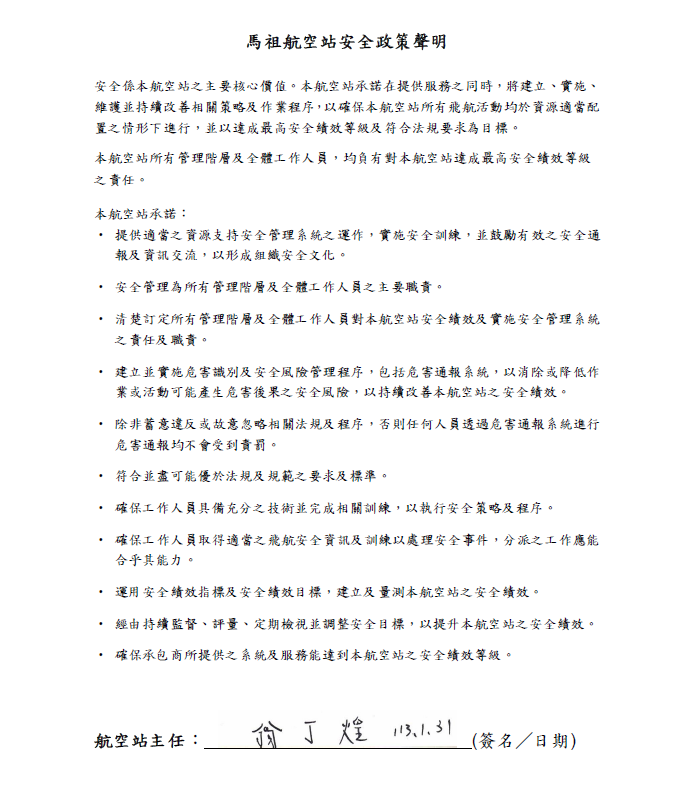 馬祖航空站安全政策聲明
安全係本航空站之主要核心價值。本航空站承諾在提供服務之同時，將建立、實施、
維護並持續改善相關策略及作業程序，以確保本航空站所有飛航活動均於資源適當配
置之情形下進行，並以達成最高安全績效等級及符合法規要求為目標。
本航空站所有管理階層及全體工作人員，均負有對本航空站達成最高安全績效等級
之責任。
本航空站承諾：
• 提供適當之資源支持安全管理系統之運作，實施安全訓練，並鼓勵有效之安全通
報及資訊交流，以形成組織安全文化。
• 安全管理為所有管理階層及全體工作人員之主要職責。
• 清楚訂定所有管理階層及全體工作人員對本航空站安全績效及實施安全管理系統
之責任及職責。
• 建立並實施危害識別及安全風險管理程序，包括危害通報系統，以消除或降低作
業或活動可能產生危害後果之安全風險，以持續改善本航空站之安全績效。
• 除非蓄意違反或故意忽略相關法規及程序，否則任何人員透過危害通報系統進行
危害通報均不會受到責罰。
• 符合並盡可能優於法規及規範之要求及標準。
• 確保工作人員具備充分之技術並完成相關訓練，以執行安全策略及程序。
• 確保工作人員取得適當之飛航安全資訊及訓練以處理安全事件，分派之工作應能
合乎其能力。
• 運用安全績效指標及安全績效目標，建立及量測本航空站之安全績效。
• 經由持續監督、評量、定期檢視並調整安全目標，以提升本航空站之安全績效。
• 確保承包商所提供之系統及服務能達到本航空站之安全績效等級。
航空站主任：丁煌 113.1.31 (簽名／日期)